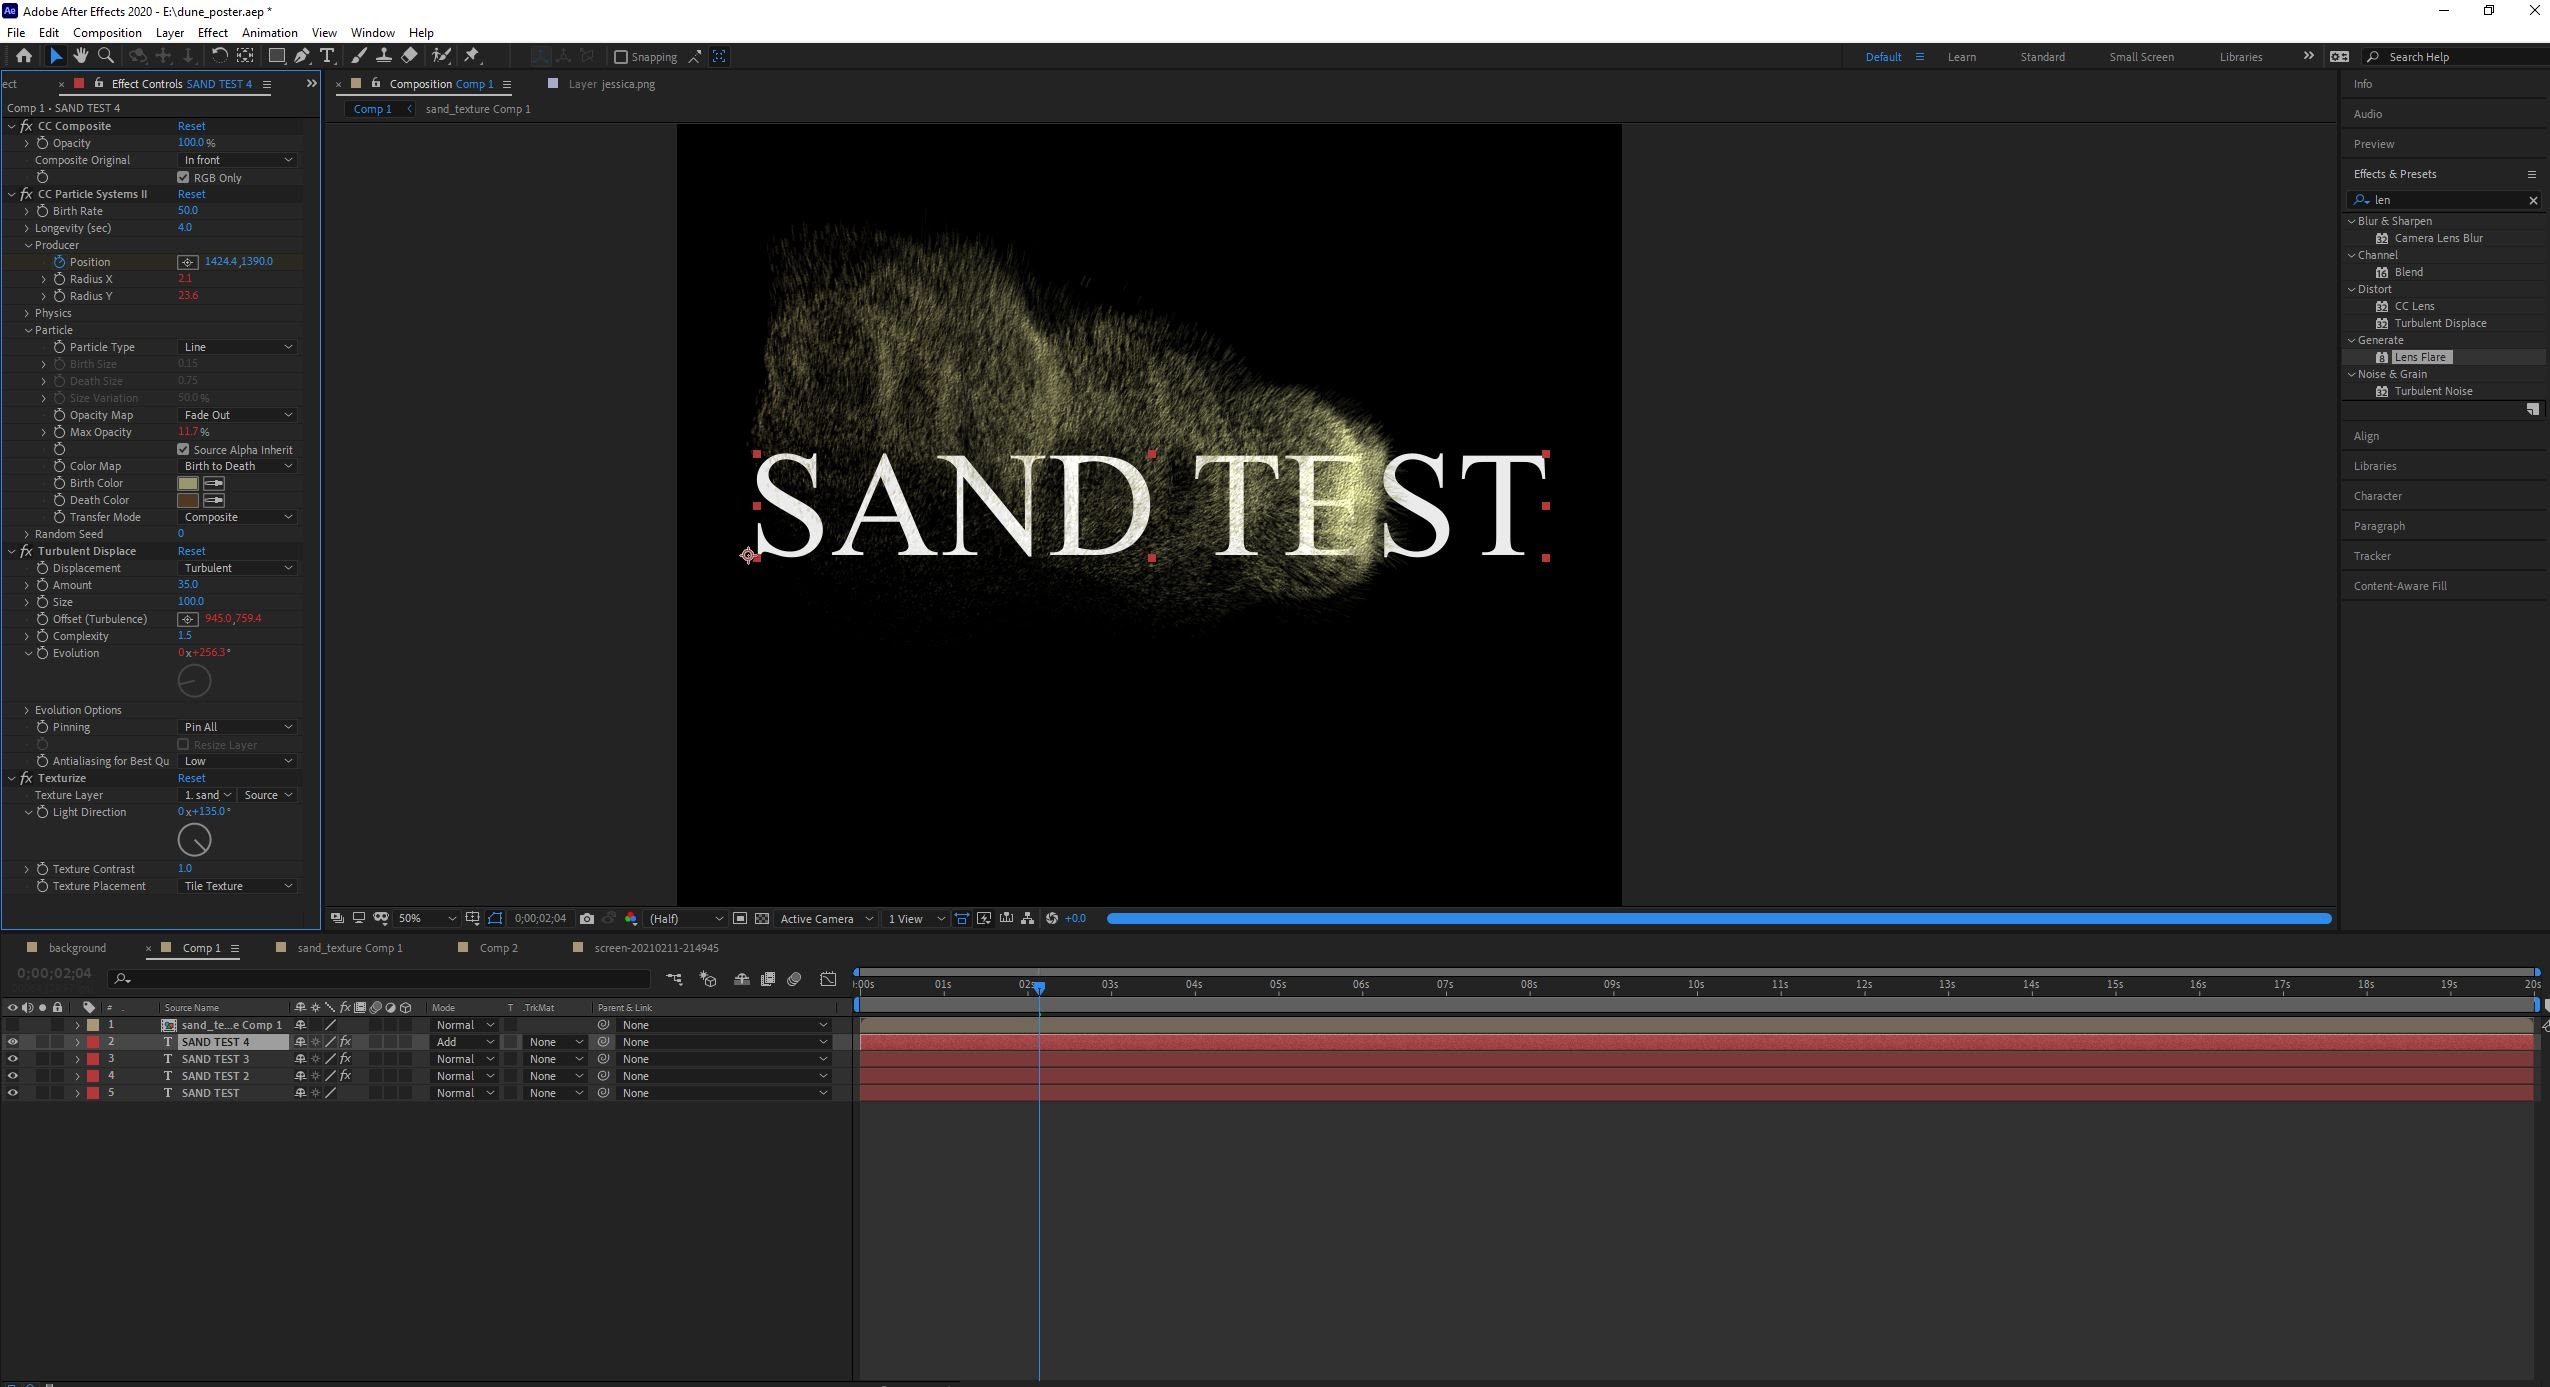 Ae Adobe After Effects 2020 - E:\dune_poster.aep *
File Edit Composition Layer Effect Animation View Window Help
Snapping
Default Learn Standard Small Screen Libraries Search Help
ect Effect Controls SAND TEST 4
Comp 1 • SAND TEST 4
fx CC Composite Reset
Opacity 100.0 %
Composite Original In front
RGB Only
fx CC Particle Systems II Reset
Birth Rate 50.0
Longevity (sec) 4.0
Producer
Position 1424.4,1390.0
Radius X 2.1
Radius Y 23.6
Physics
Particle
Particle Type Line
Birth Size 0.15
Death Size 0.75
Size Variation 50.0 %
Opacity Map Fade Out
Max Opacity 11.7 %
Source Alpha Inherit
Color Map Birth to Death
Birth Color
Death Color
Transfer Mode Composite
Random Seed 0
fx Turbulent Displace Reset
Displacement Turbulent
Amount 35.0
Size 100.0
Offset (Turbulence) 945.0,759.4
Complexity 1.5
Evolution 0x+256.3°
Evolution Options
Pinning Pin All
Resize Layer
Antialiasing for Best Qu Low
fx Texturize Reset
Texture Layer 1. sand Source
Light Direction 0x+135.0°
Texture Contrast 1.0
Texture Placement Tile Texture
Composition Comp 1 Layer jessica.png
Comp 1 sand_texture Comp 1
SAND TEST
50% 0;00;02;04 (Half) Active Camera 1 View +0.0
Info
Audio
Preview
Effects & Presets
len
Blur & Sharpen
32 Camera Lens Blur
Channel
16 Blend
Distort
32 CC Lens
32 Turbulent Displace
Generate
8 Lens Flare
Noise & Grain
32 Turbulent Noise
Align
Libraries
Character
Paragraph
Tracker
Content-Aware Fill
background Comp 1 sand_texture Comp 1 Comp 2 screen-20210211-214945
0;00;02;04
:00s 01s 02s 03s 04s 05s 06s 07s 08s 09s 10s 11s 12s 13s 14s 15s 16s 17s 18s 19s 20s
# . Source Name fx Mode T .TrkMat Parent & Link
1 sand_te...e Comp 1 Normal None
2 T SAND TEST 4 fx Add None None
3 T SAND TEST 3 fx Normal None None
4 T SAND TEST 2 fx Normal None None
5 T SAND TEST Normal None None